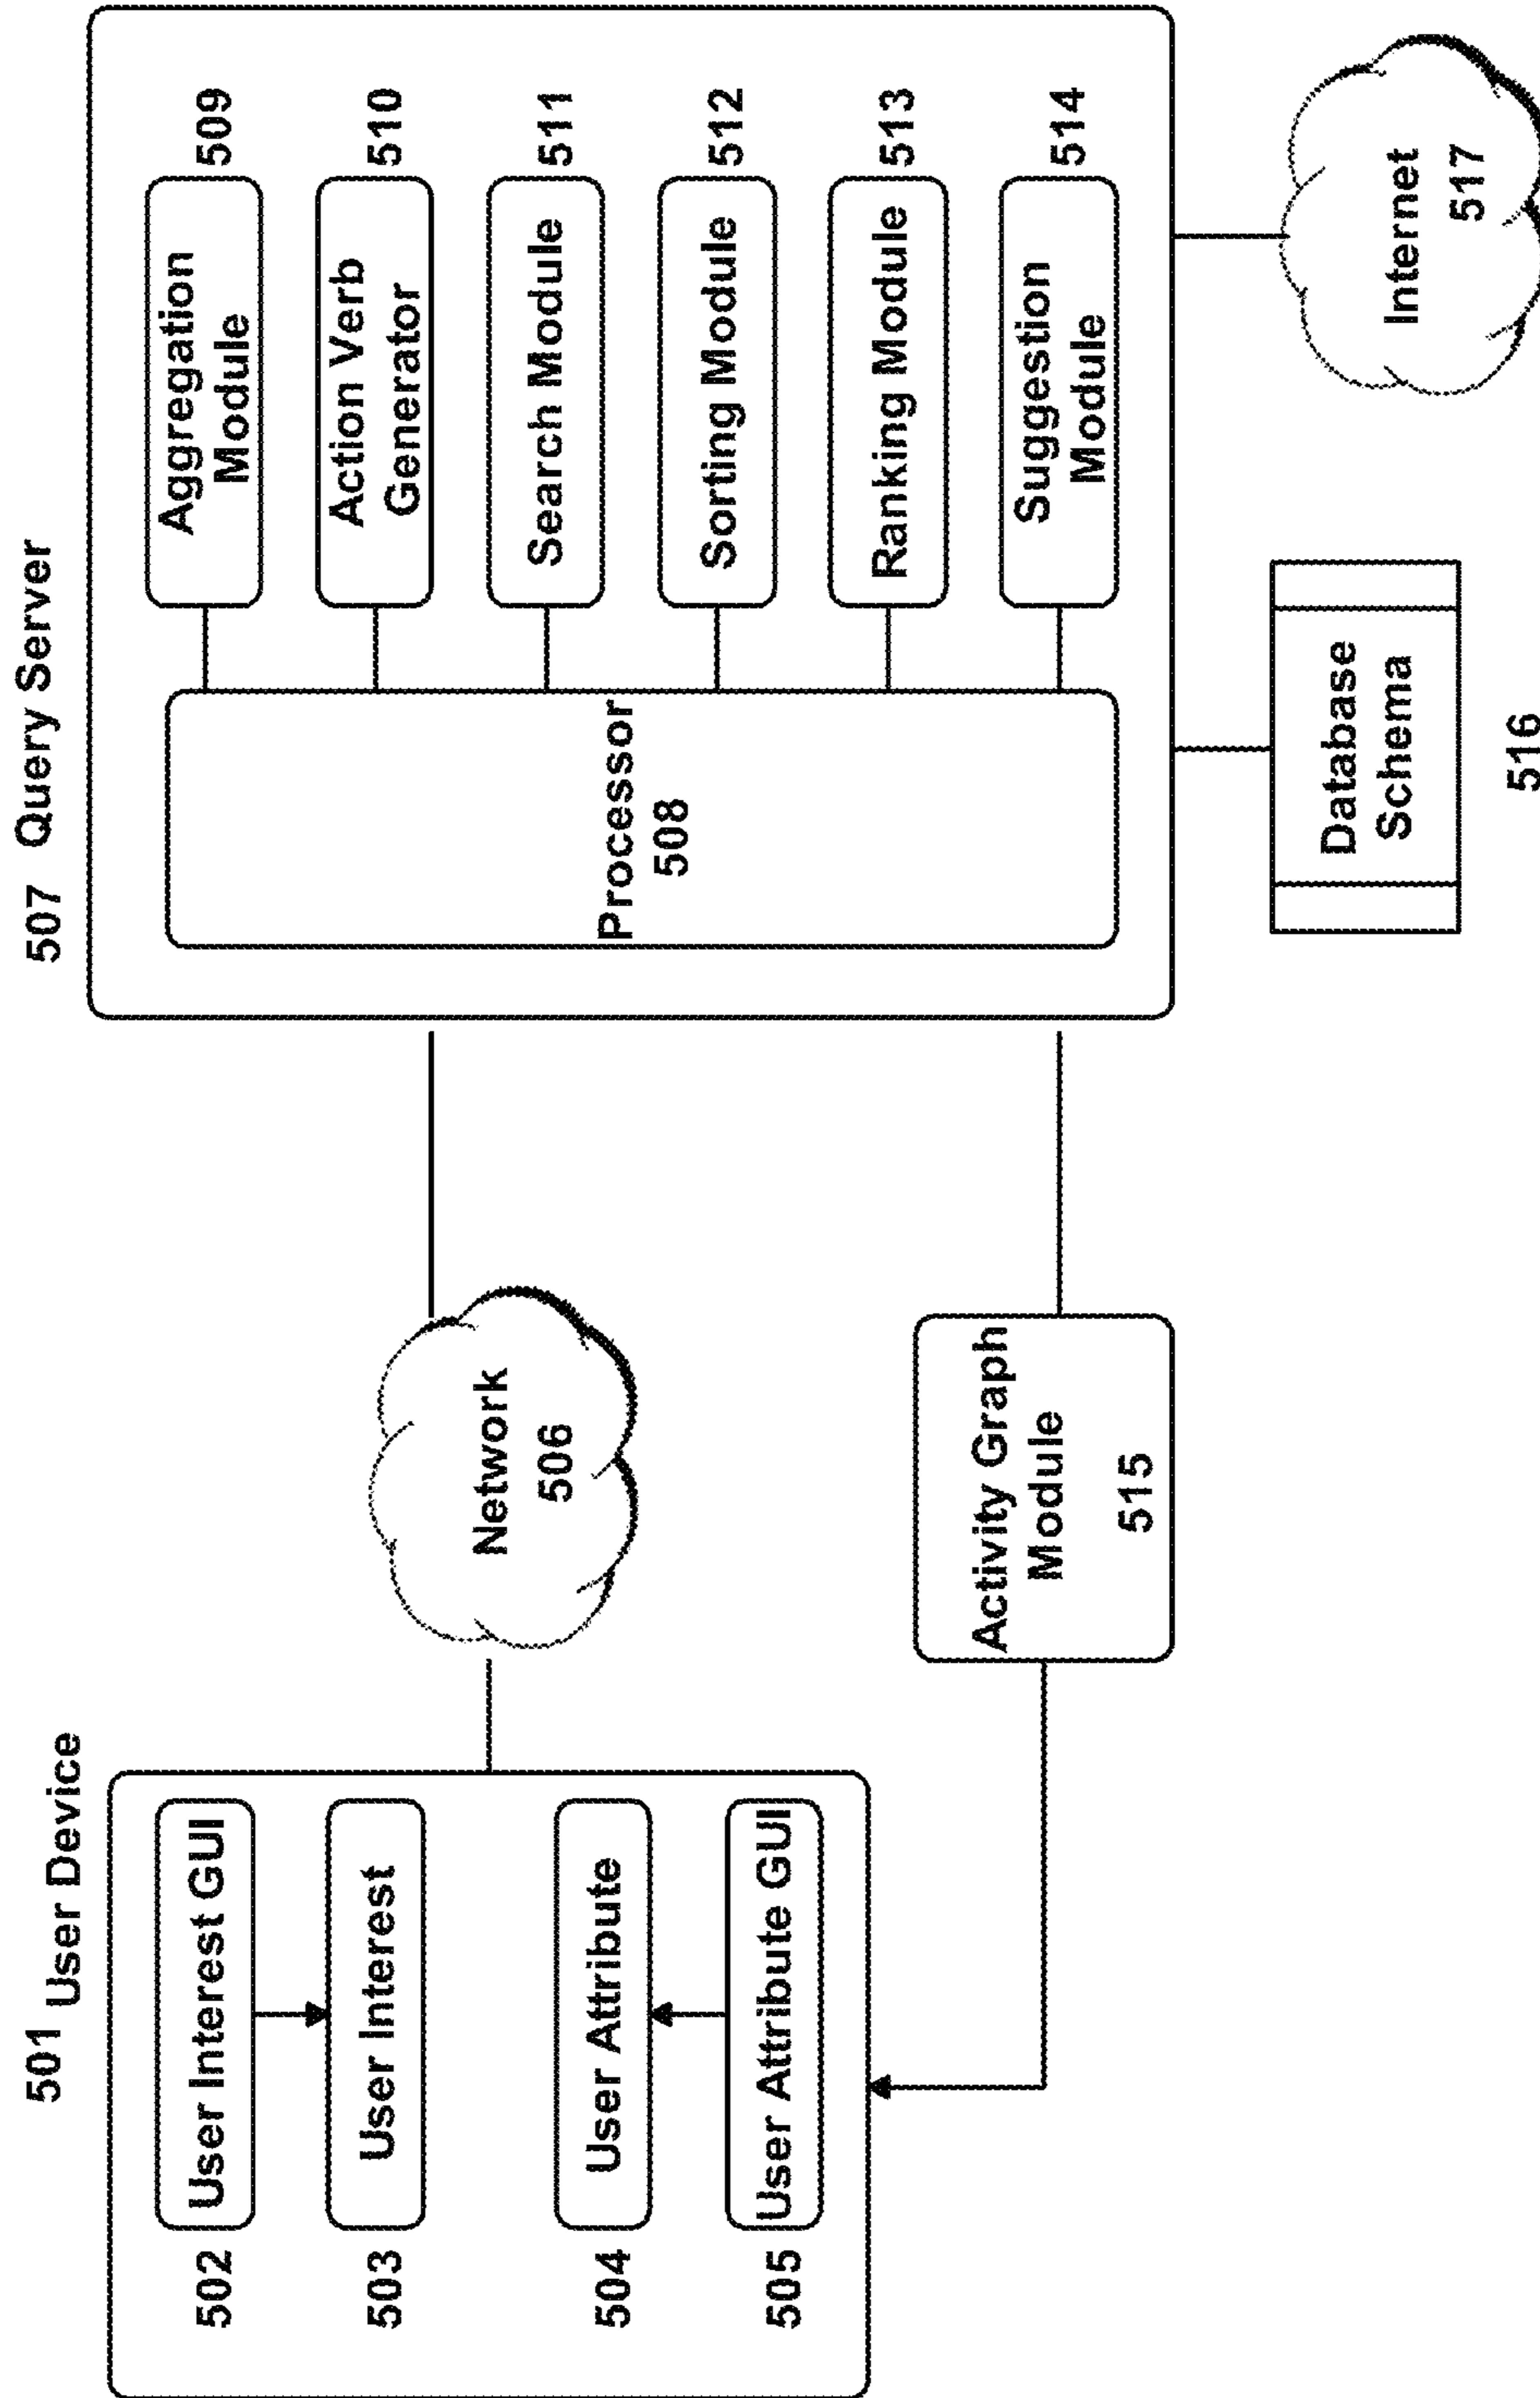 501 User Device
502 User Interest GUI
503 User Interest
504 User Attribute
505 User Attribute GUI
Network
506
Activity Graph
Module
515
507 Query Server
Processor
508
Aggregation
Module
509
Action Verb
Generator
510
Search Module 511
Sorting Module 512
Ranking Module 513
Suggestion
Module
514
Database
Schema
516
Internet
517